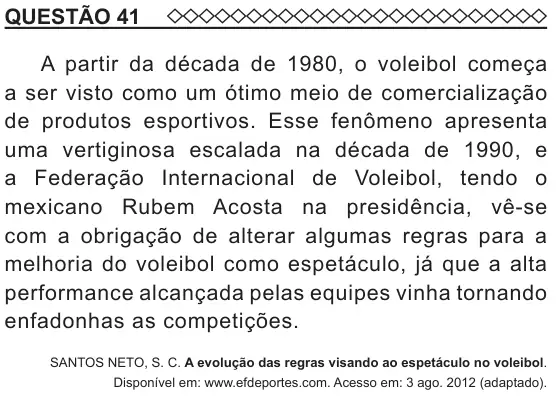 QUESTÃO 41
A partir da década de 1980, o voleibol começa
a ser visto como um ótimo meio de comercialização
de produtos esportivos. Esse fenômeno apresenta
uma vertiginosa escalada na década de 1990, e
a Federação Internacional de Voleibol, tendo o
mexicano Rubem Acosta na presidência, vê-se
com a obrigação de alterar algumas regras para a
melhoria do voleibol como espetáculo, já que a alta
performance alcançada pelas equipes vinha tornando
enfadonhas as competições.
SANTOS NETO, S. C. A evolução das regras visando ao espetáculo no voleibol.
Disponível em: www.efdeportes.com. Acesso em: 3 ago. 2012 (adaptado).